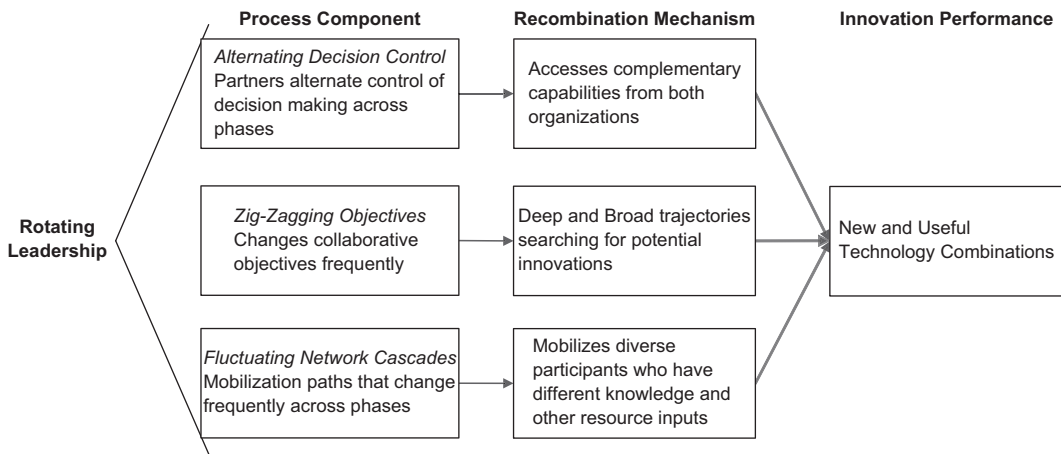 Process Component
Recombination Mechanism
Innovation Performance
Rotating
Leadership
Alternating Decision Control
Partners alternate control of
decision making across
phases
Accesses complementary
capabilities from both
organizations
Zig-Zagging Objectives
Changes collaborative
objectives frequently
Deep and Broad trajectories
searching for potential
innovations
New and Useful
Technology Combinations
Fluctuating Network Cascades
Mobilization paths that change
frequently across phases
Mobilizes diverse
participants who have
different knowledge and
other resource inputs